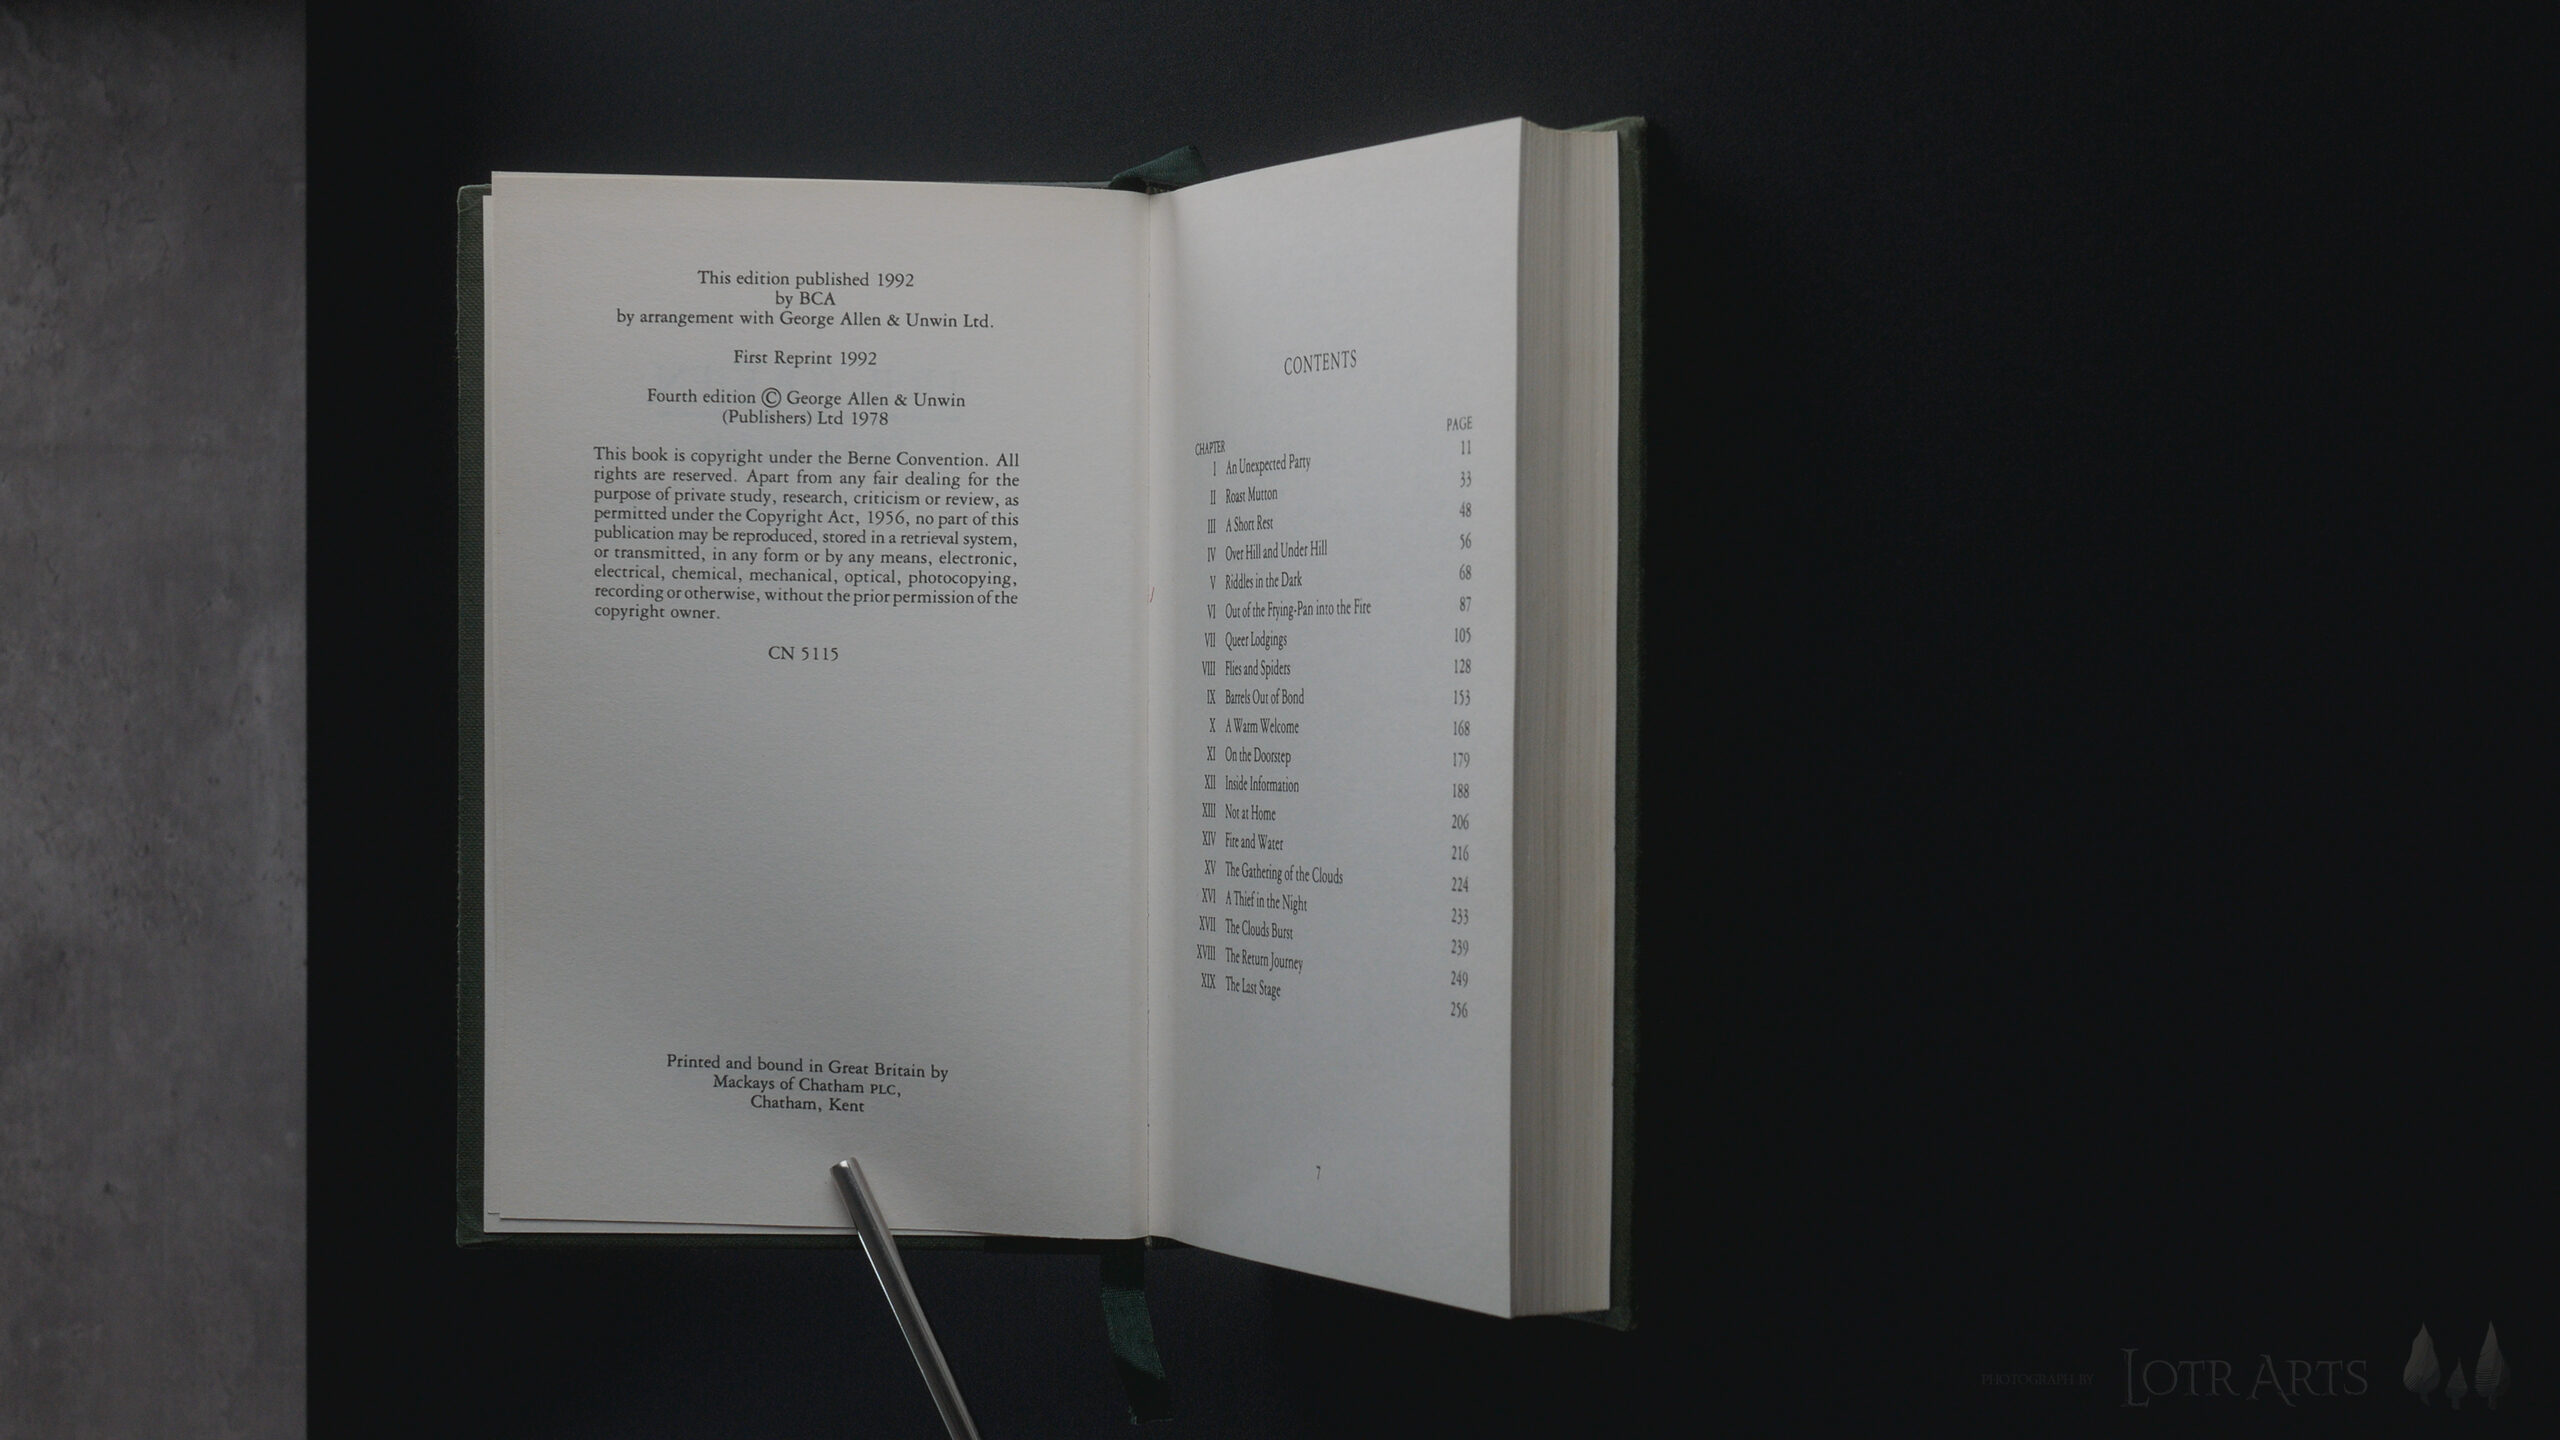 This edition published 1992
by BCA
by arrangement with George Allen & Unwin Ltd.
First Reprint 1992
Fourth edition © George Allen & Unwin
(Publishers) Ltd 1978
This book is copyright under the Berne Convention. All
rights are reserved. Apart from any fair dealing for the
purpose of private study, research, criticism or review, as
permitted under the Copyright Act, 1956, no part of this
publication may be reproduced, stored in a retrieval system,
or transmitted, in any form or by any means, electronic,
electrical, chemical, mechanical, optical, photocopying,
recording or otherwise, without the prior permission of the
copyright owner.
CN 5115
Printed and bound in Great Britain by
Mackays of Chatham PLC,
Chatham, Kent
CONTENTS
CHAPTER PAGE
I An Unexpected Party 11
II Roast Mutton 33
III A Short Rest 48
IV Over Hill and Under Hill 56
V Riddles in the Dark 68
VI Out of the Frying-Pan into the Fire 87
VII Queer Lodgings 105
VIII Flies and Spiders 128
IX Barrels Out of Bond 153
X A Warm Welcome 168
XI On the Doorstep 179
XII Inside Information 188
XIII Not at Home 206
XIV Fire and Water 216
XV The Gathering of the Clouds 224
XVI A Thief in the Night 233
XVII The Clouds Burst 239
XVIII The Return Journey 249
XIX The Last Stage 256
7
PHOTOGRAPH BY LOTR ARTS